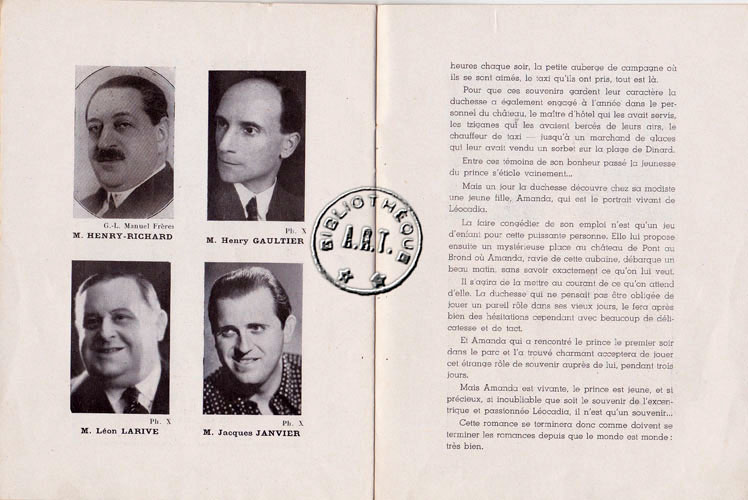 G.-L. Manuel Frères
M. HENRY-RICHARD
Ph. X
M. Henry GAULTIER
Ph. X
M. Léon LARIVE
Ph. X
M. Jacques JANVIER
BIBLIOTHÈQUE
A.R.T.
heures chaque soir, la petite auberge de campagne où
ils se sont aimés, le taxi qu'ils ont pris, tout est là.
Pour que ces souvenirs gardent leur caractère la
duchesse a également engagé à l'année dans le per-
sonnel du château, le maître d'hôtel qui les avait servis,
les tziganes qui les avaient bercés de leurs airs, le
chauffeur de taxi — jusqu'à un marchand de glaces
qui leur avait vendu un sorbet sur la plage de Dinard.
Entre ces témoins de son bonheur passé la jeunesse
du prince s'étiole vainement...
Mais un jour la duchesse découvre chez sa modiste
une jeune fille, Amanda, qui est le portrait vivant de
Léocadia.
La faire congédier de son emploi n'est qu'un jeu
d'enfant pour cette puissante personne. Elle lui propose
ensuite un mystérieuse place au château de Pont au
Brond où Amanda, ravie de cette aubaine, débarque un
beau matin, sans savoir exactement ce qu'on lui veut.
Il s'agira de la mettre au courant de ce qu'on attend
d'elle. La duchesse qui ne pensait pas être obligée de
jouer un pareil rôle dans ses vieux jours, le fera après
bien des hésitations cependant avec beaucoup de déli-
catesse et de tact.
Et Amanda qui a rencontré le prince le premier soir
dans le parc et l'a trouvé charmant acceptera de jouer
cet étrange rôle de souvenir auprès de lui, pendant trois
jours.
Mais Amanda est vivante, le prince est jeune, et si
précieux, si inoubliable que soit le souvenir de l'excen-
trique et passionnée Léocadia, il n'est qu'un souvenir...
Cette romance se terminera donc comme doivent se
terminer les romances depuis que le monde est monde :
très bien.